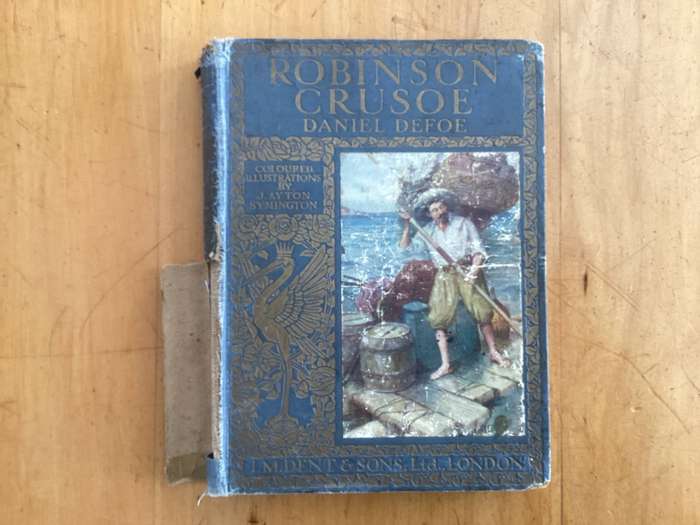 ROBINSON
CRUSOE
DANIEL DEFOE
COLOURED
ILLUSTRATIONS
BY
J. AYTON
SYMINGTON
J.M.DENT & SONS, Ltd., LONDON